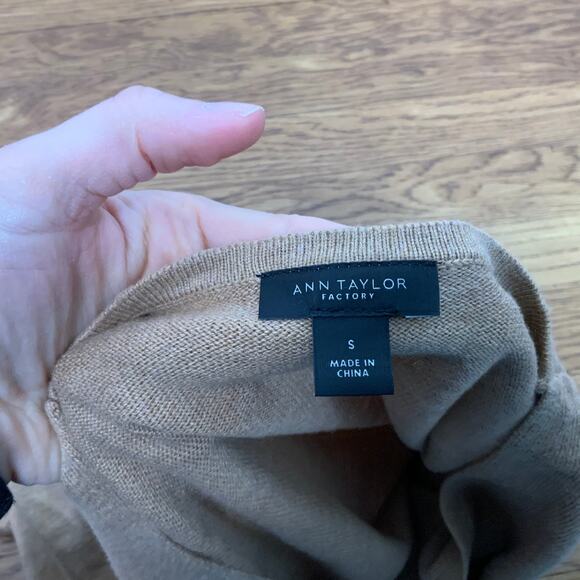 ANN TAYLOR
FACTORY
S
MADE IN
CHINA